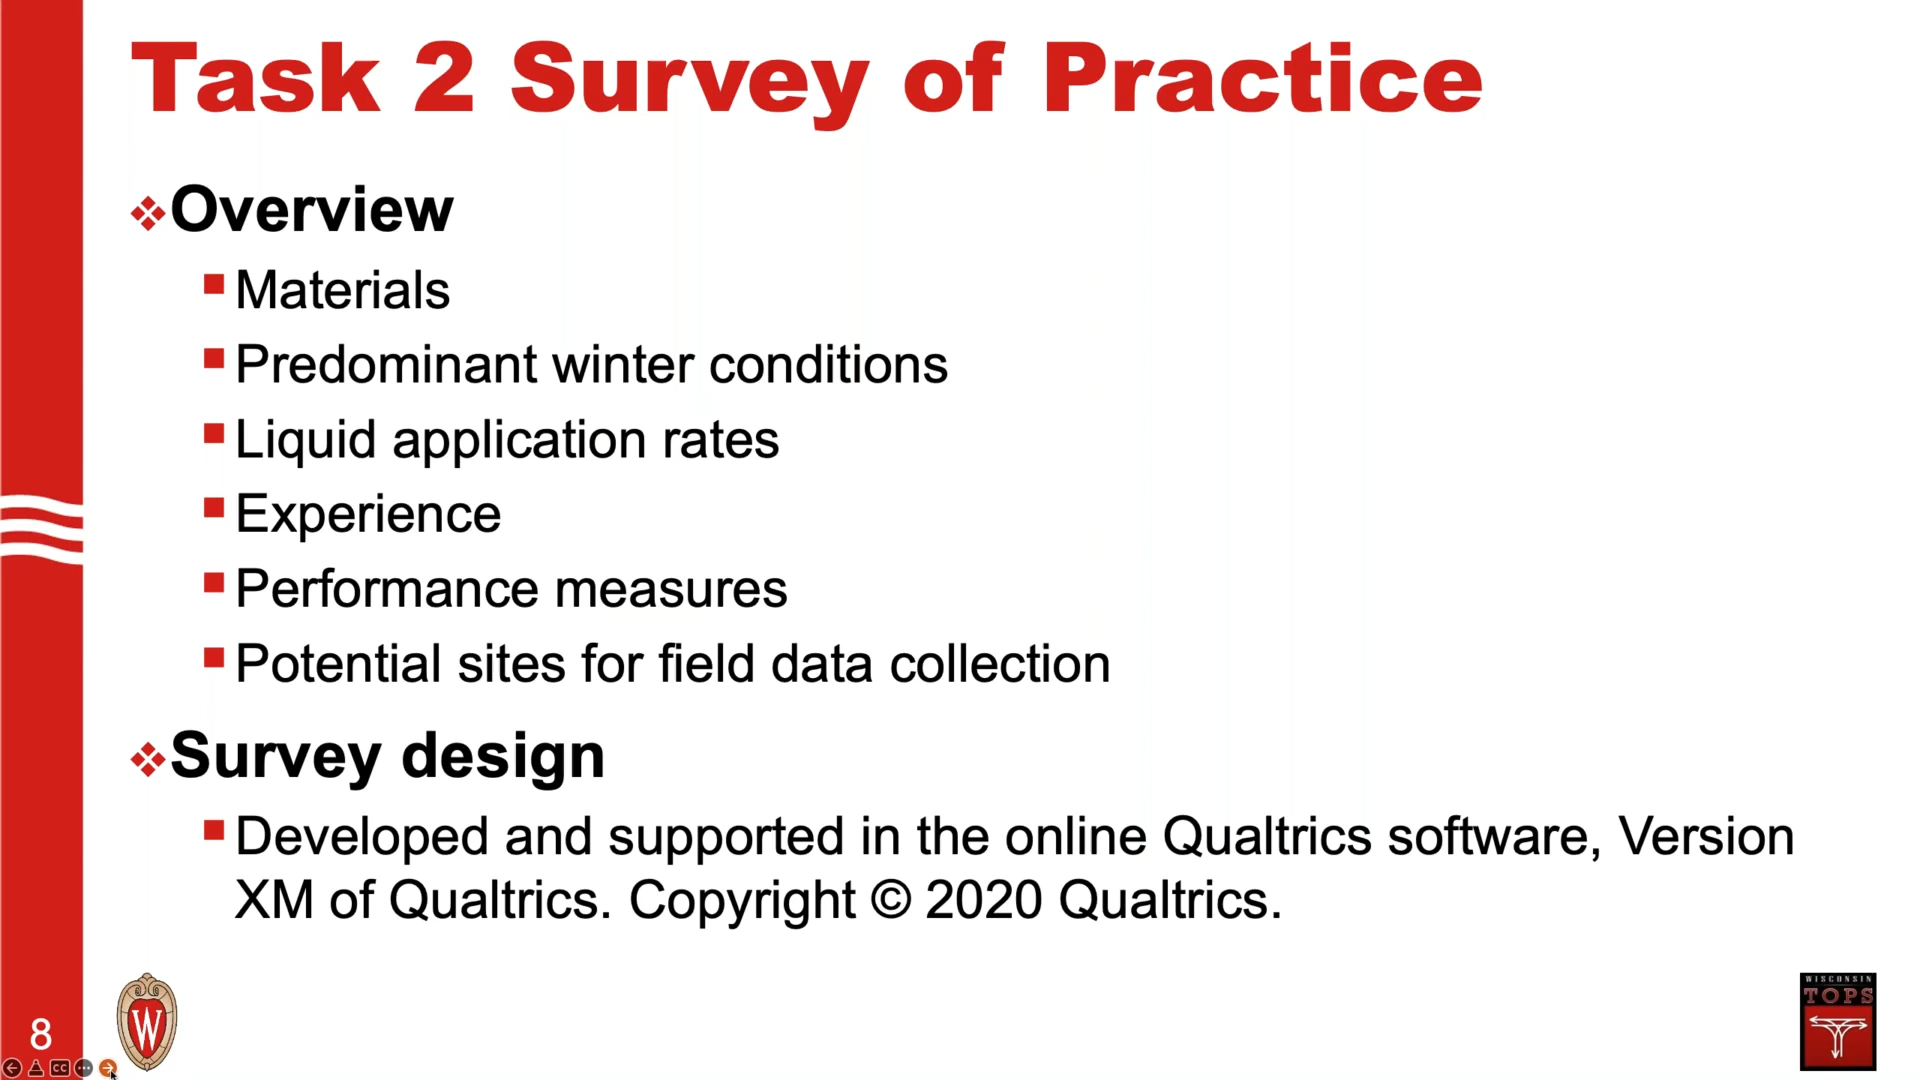 Task 2 Survey of Practice
Overview
Materials
Predominant winter conditions
Liquid application rates
Experience
Performance measures
Potential sites for field data collection
Survey design
Developed and supported in the online Qualtrics software, Version
XM of Qualtrics. Copyright © 2020 Qualtrics.
8
W
WISCONSIN
TOPS
CC